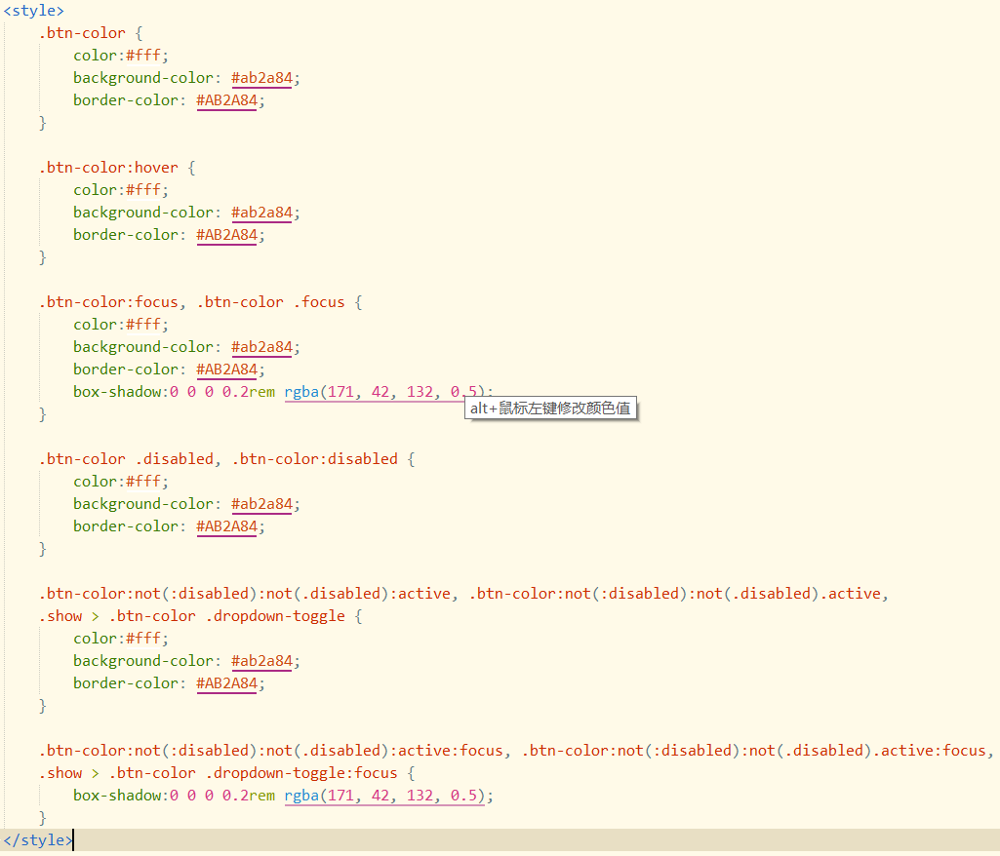 <style>
.btn-color {
color:#fff;
background-color: #ab2a84;
border-color: #AB2A84;
}
.btn-color:hover {
color:#fff;
background-color: #ab2a84;
border-color: #AB2A84;
}
.btn-color:focus, .btn-color .focus {
color:#fff;
background-color: #ab2a84;
border-color: #AB2A84;
box-shadow:0 0 0 0.2rem rgba(171, 42, 132, 0.5);
alt+鼠标左键修改颜色值
}
.btn-color .disabled, .btn-color:disabled {
color:#fff;
background-color: #ab2a84;
border-color: #AB2A84;
}
.btn-color:not(:disabled):not(.disabled):active, .btn-color:not(:disabled):not(.disabled).active,
.show > .btn-color .dropdown-toggle {
color:#fff;
background-color: #ab2a84;
border-color: #AB2A84;
}
.btn-color:not(:disabled):not(.disabled):active:focus, .btn-color:not(:disabled):not(.disabled).active:focus,
.show > .btn-color .dropdown-toggle:focus {
box-shadow:0 0 0 0.2rem rgba(171, 42, 132, 0.5);
}
</style>